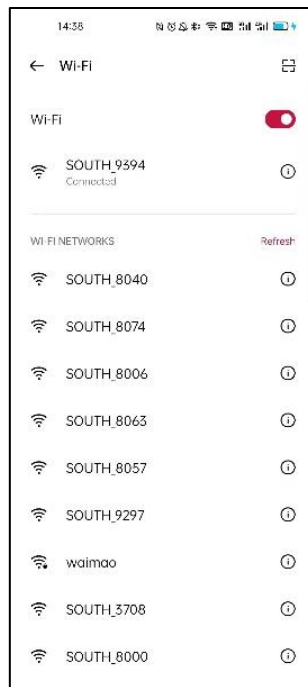 14:38
← Wi-Fi
Wi-Fi
SOUTH_9394
Connected
WI-FI NETWORKS Refresh
SOUTH_8040
SOUTH_8074
SOUTH_8006
SOUTH_8063
SOUTH_8057
SOUTH_9297
waimao
SOUTH_3708
SOUTH_8000